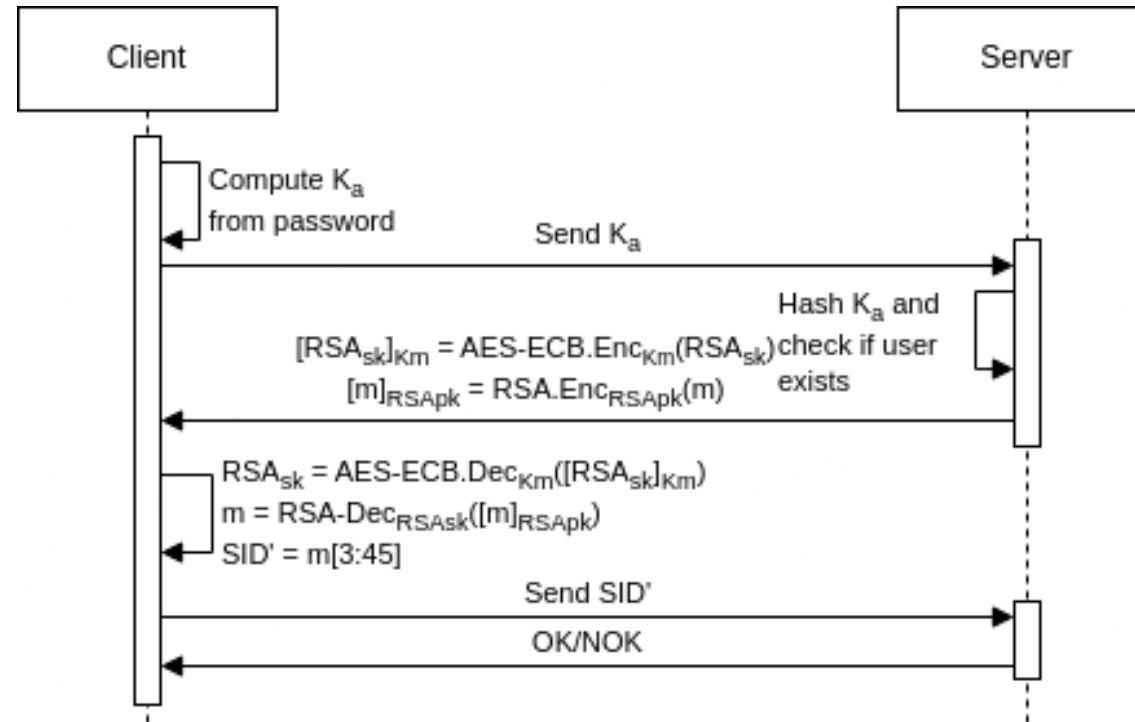 Client
Server
Compute Ka
from password
Send Ka
Hash Ka and
check if user
exists
[RSAsk]Km = AES-ECB.EncKm(RSAsk)
[m]RSApk = RSA.EncRSApk(m)
RSAsk = AES-ECB.DecKm([RSAsk]Km)
m = RSA-DecRSAsk([m]RSApk)
SID' = m[3:45]
Send SID'
OK/NOK